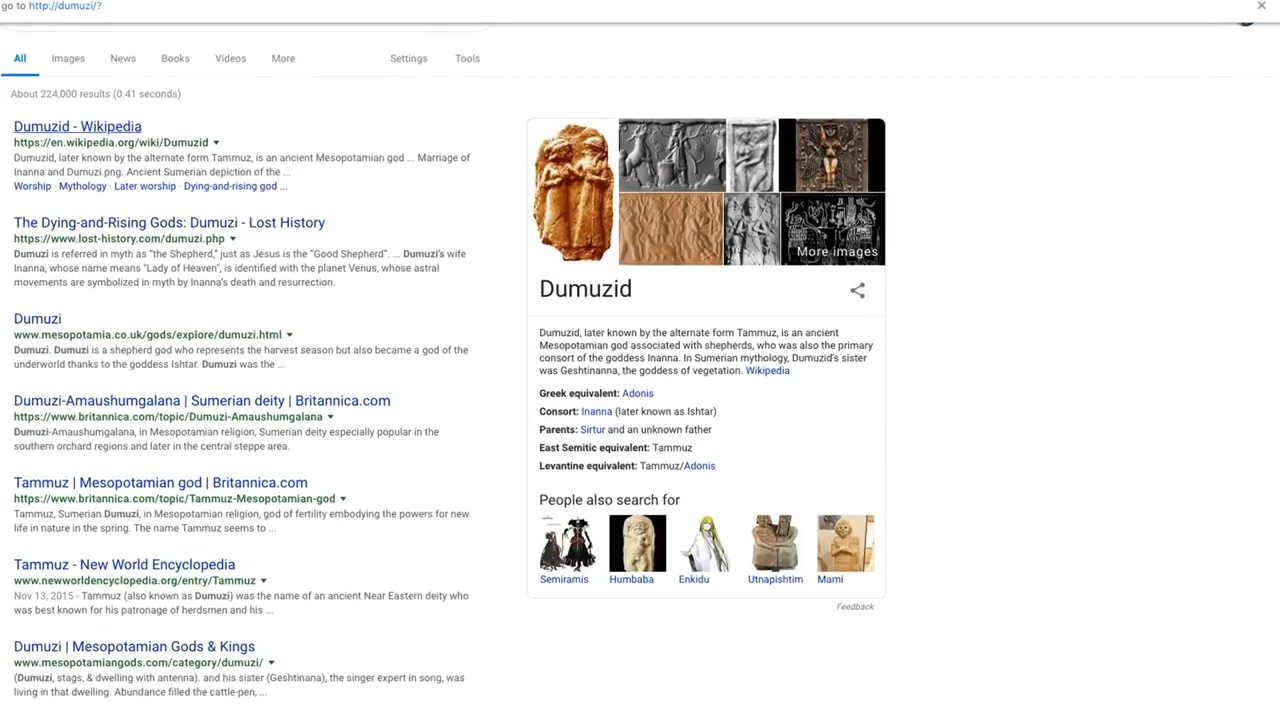 go to http://dumuzi/?
All Images News Books Videos More Settings Tools
About 224,000 results (0.41 seconds)
Dumuzid - Wikipedia
https://en.wikipedia.org/wiki/Dumuzid
Dumuzid, later known by the alternate form Tammuz, is an ancient Mesopotamian god ... Marriage of
Inanna and Dumuzi.png. Ancient Sumerian depiction of the ...
Worship · Mythology · Later worship · Dying-and-rising god ...
The Dying-and-Rising Gods: Dumuzi - Lost History
https://www.lost-history.com/dumuzi.php
Dumuzi is referred in myth as “the Shepherd,” just as Jesus is the “Good Shepherd”. ... Dumuzi’s wife
Inanna, whose name means "Lady of Heaven", is identified with the planet Venus, whose astral
movements are symbolized in myth by Inanna’s death and resurrection.
Dumuzi
www.mesopotamia.co.uk/gods/explore/dumuzi.html
Dumuzi. Dumuzi is a shepherd god who represents the harvest season but also became a god of the
underworld thanks to the goddess Ishtar. Dumuzi was the ...
Dumuzi-Amaushumgalana | Sumerian deity | Britannica.com
https://www.britannica.com/topic/Dumuzi-Amaushumgalana
Dumuzi-Amaushumgalana, in Mesopotamian religion, Sumerian deity especially popular in the
southern orchard regions and later in the central steppe area.
Tammuz | Mesopotamian god | Britannica.com
https://www.britannica.com/topic/Tammuz-Mesopotamian-god
Tammuz, Sumerian Dumuzi, in Mesopotamian religion, god of fertility embodying the powers for new
life in nature in the spring. The name Tammuz seems to ...
Tammuz - New World Encyclopedia
www.newworldencyclopedia.org/entry/Tammuz
Nov 13, 2015 - Tammuz (also known as Dumuzi) was the name of an ancient Near Eastern deity who
was best known for his patronage of herdsmen and his ...
Dumuzi | Mesopotamian Gods & Kings
www.mesopotamiangods.com/category/dumuzi/
(Dumuzi, stags, & dwelling with antenna). and his sister (Geshtinana), the singer expert in song, was
living in that dwelling. Abundance filled the cattle-pen, ...
More images
Dumuzid
Dumuzid, later known by the alternate form Tammuz, is an ancient
Mesopotamian god associated with shepherds, who was also the primary
consort of the goddess Inanna. In Sumerian mythology, Dumuzid's sister
was Geshtinanna, the goddess of vegetation. Wikipedia
Greek equivalent: Adonis
Consort: Inanna (later known as Ishtar)
Parents: Sirtur and an unknown father
East Semitic equivalent: Tammuz
Levantine equivalent: Tammuz/Adonis
People also search for
Semiramis Humbaba Enkidu Utnapishtim Mami
Feedback